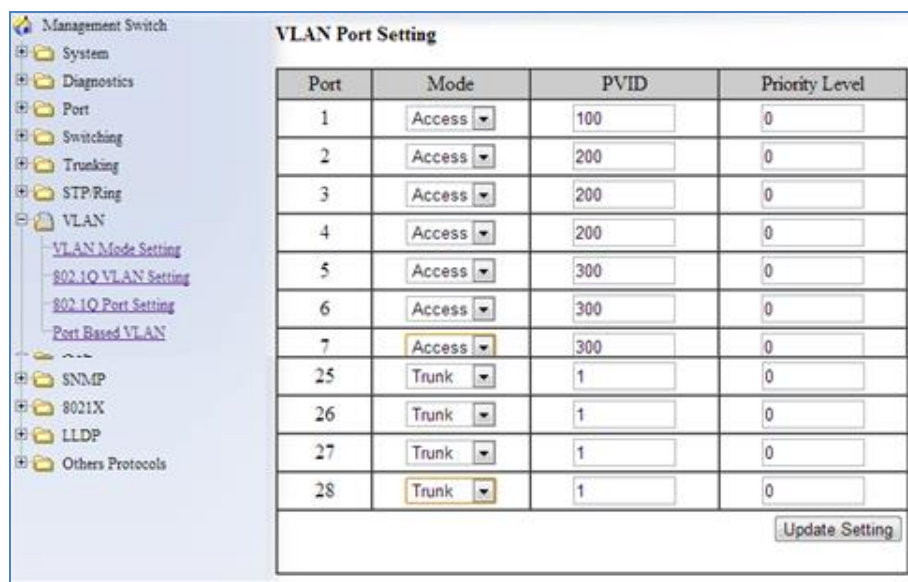 Management Switch
System
Diagnostics
Port
Switching
Trunking
STP/Ring
VLAN
VLAN Mode Setting
802.1Q VLAN Setting
802.1Q Port Setting
Port Based VLAN
SNMP
8021X
LLDP
Others Protocols
VLAN Port Setting
Port Mode PVID Priority Level
1 Access 100 0
2 Access 200 0
3 Access 200 0
4 Access 200 0
5 Access 300 0
6 Access 300 0
7 Access 300 0
25 Trunk 1 0
26 Trunk 1 0
27 Trunk 1 0
28 Trunk 1 0
Update Setting